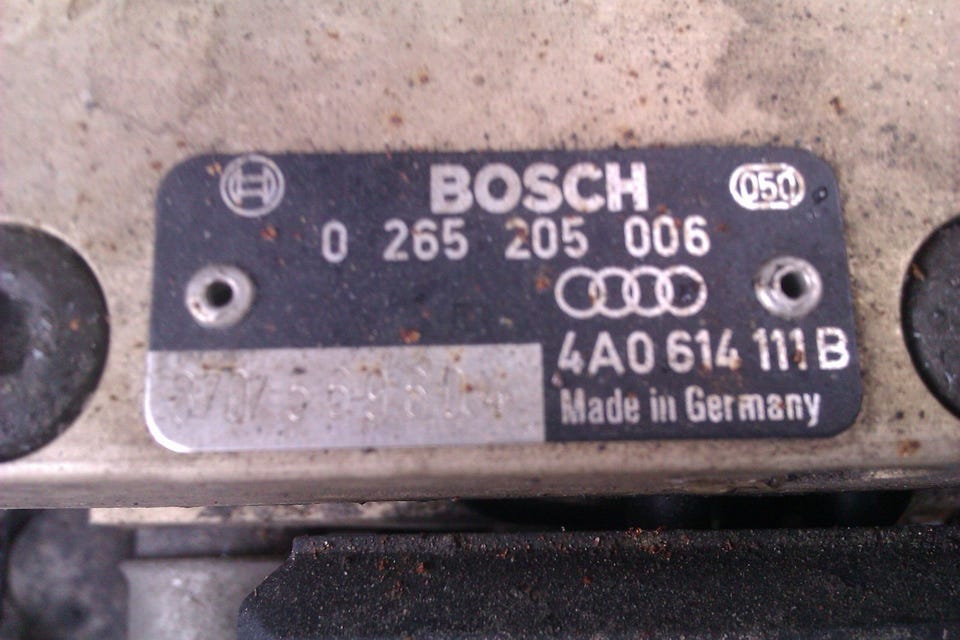 BOSCH 050
0 265 205 006
4A0 614 111 B
Made in Germany